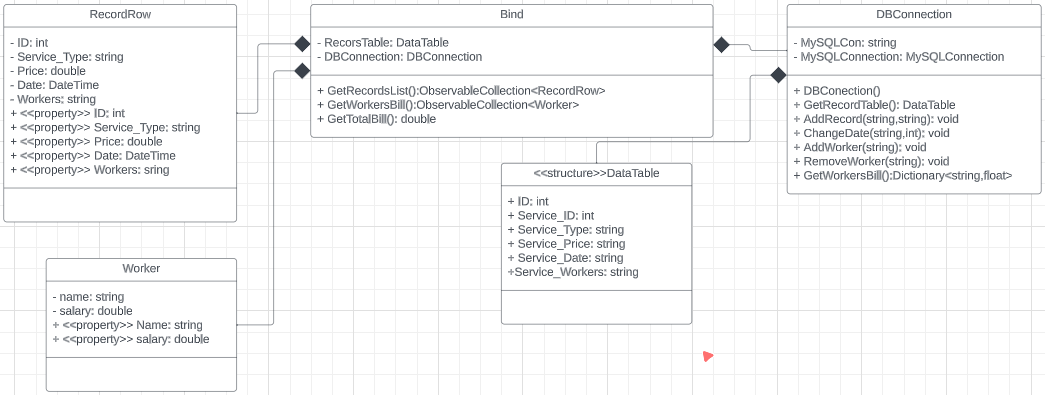 RecordRow
- ID: int
- Service_Type: string
- Price: double
- Date: DateTime
- Workers: string
+ <<property>> ID: int
+ <<property>> Service_Type: string
+ <<property>> Price: double
+ <<property>> Date: DateTime
+ <<property>> Workers: sring
Bind
- RecorsTable: DataTable
- DBConnection: DBConnection
+ GetRecordsList():ObservableCollection<RecordRow>
+ GetWorkersBill():ObservableCollection<Worker>
+ GetTotalBill(): double
DBConnection
- MySQLCon: string
- MySQLConnection: MySQLConnection
+ DBConection()
+ GetRecordTable(): DataTable
+ AddRecord(string,string): void
+ ChangeDate(string,int): void
+ AddWorker(string): void
+ RemoveWorker(string): void
+ GetWorkersBill():Dictionary<string,float>
<<structure>>DataTable
+ ID: int
+ Service_ID: int
+ Service_Type: string
+ Service_Price: string
+ Service_Date: string
+Service_Workers: string
Worker
- name: string
- salary: double
+ <<property>> Name: string
+ <<property>> salary: double